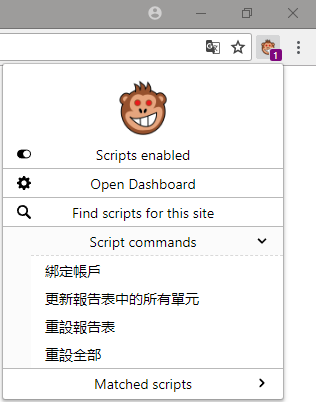 1
Scripts enabled
Open Dashboard
Find scripts for this site
Script commands
綁定帳戶
更新報告表中的所有單元
重設報告表
重設全部
Matched scripts